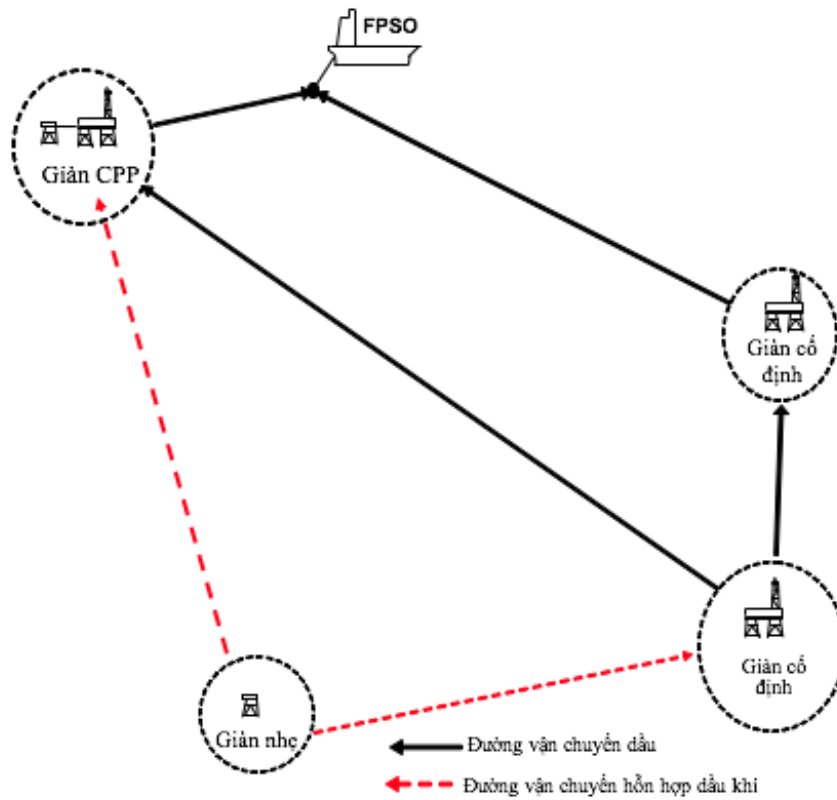 FPSO
Giàn CPP
Giàn cố
định
Giàn cố
định
Giàn nhẹ
Đường vận chuyển dầu
Đường vận chuyển hỗn hợp dầu khí